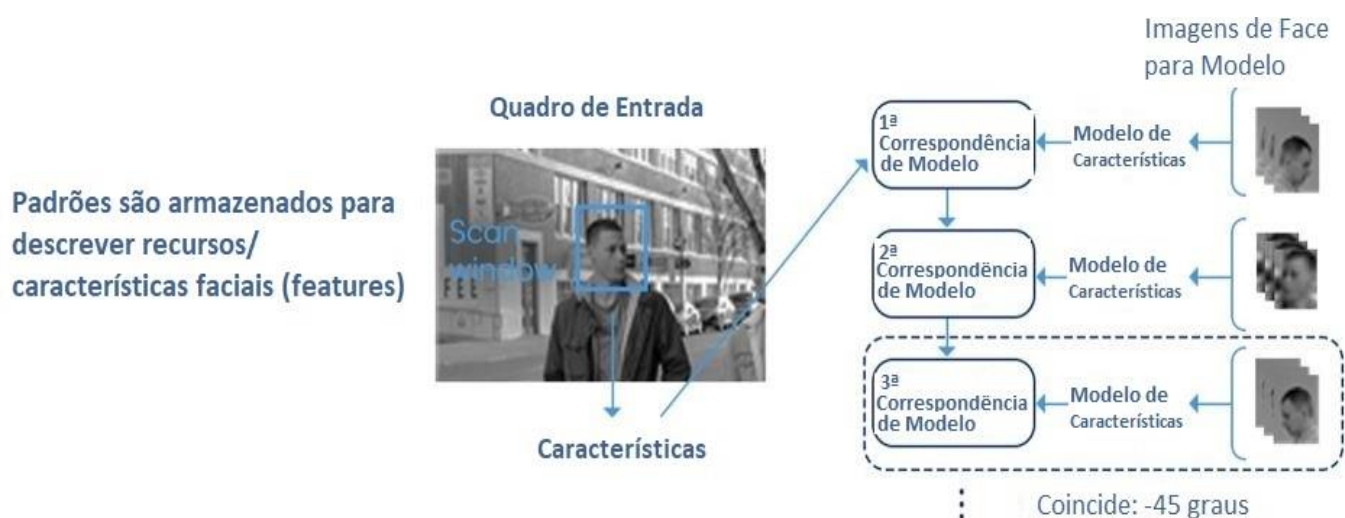 Imagens de Face
para Modelo
Quadro de Entrada
Padrões são armazenados para
descrever recursos/
características faciais (features)
Scan
window
Características
1ª
Correspondência
de Modelo
Modelo de
Características
2ª
Correspondência
de Modelo
Modelo de
Características
3ª
Correspondência
de Modelo
Modelo de
Características
Coincide: -45 graus